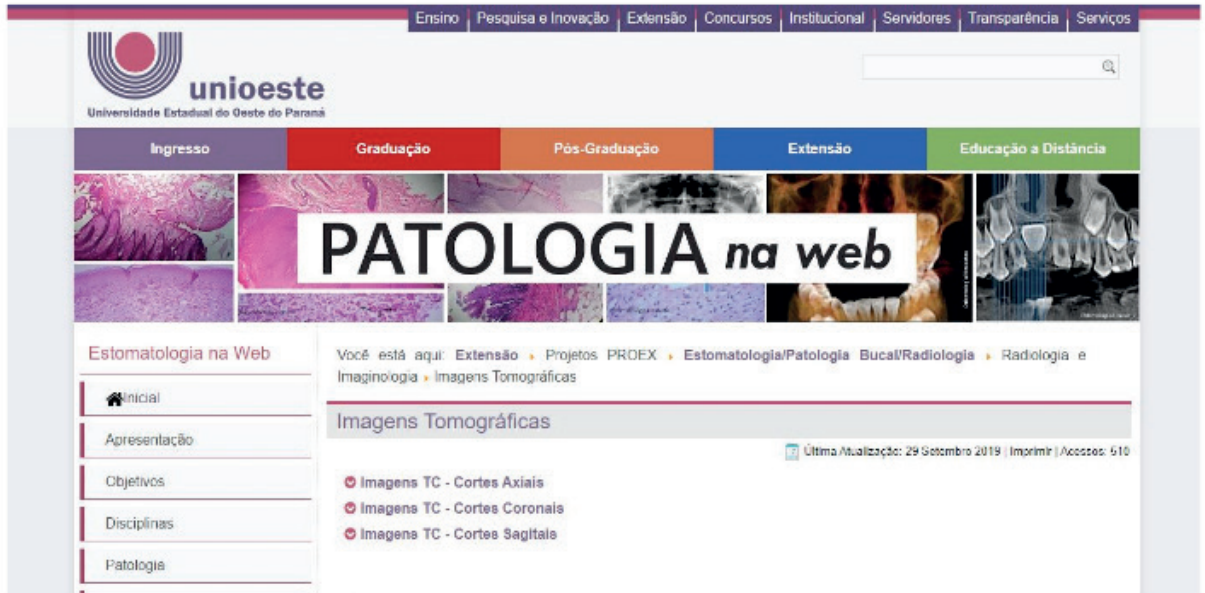 Ensino Pesquisa e Inovação Extensão Concursos Institucional Servidores Transparência Serviços
unioeste
Universidade Estadual do Oeste do Paraná
Ingresso Graduação Pós-Graduação Extensão Educação a Distância
PATOLOGIA na web
Estomatologia na Web
Inicial
Apresentação
Objetivos
Disciplinas
Patologia
Você está aqui: Extensão Projetos PROEX Estomatologia/Patologia Bucal/Radiologia Radiologia e
Imaginologia Imagens Tomográficas
Imagens Tomográficas
Última Atualização: 29 Setembro 2019 | Imprimir | Acessos: 510
Imagens TC - Cortes Axiais
Imagens TC - Cortes Coronais
Imagens TC - Cortes Sagitais